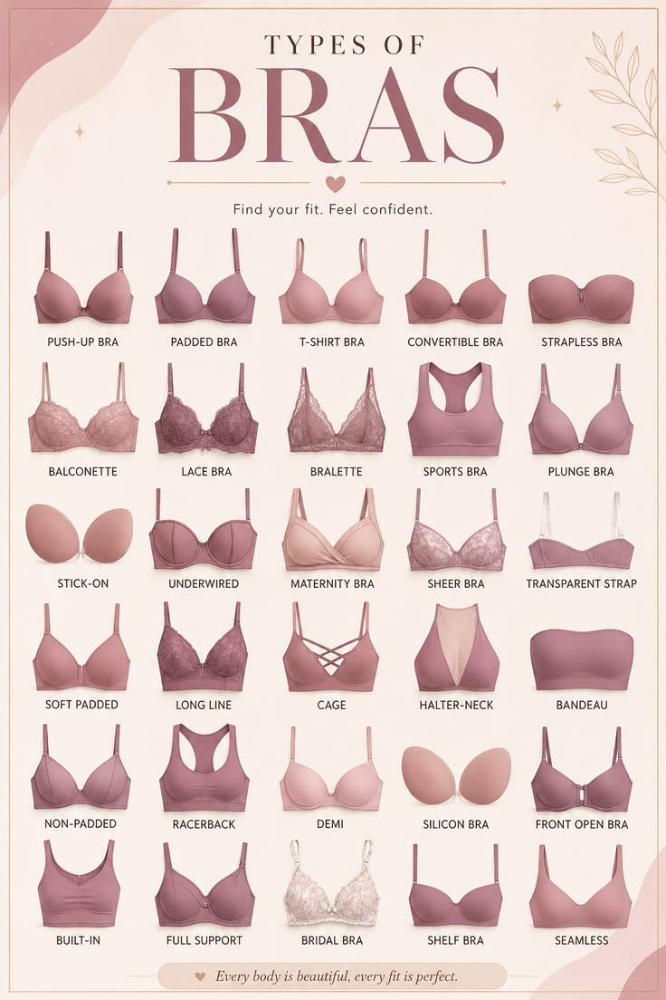 TYPES OF
BRAS
Find your fit. Feel confident.
PUSH-UP BRA
PADDED BRA
T-SHIRT BRA
CONVERTIBLE BRA
STRAPLESS BRA
BALCONETTE
LACE BRA
BRALETTE
SPORTS BRA
PLUNGE BRA
STICK-ON
UNDERWIRED
MATERNITY BRA
SHEER BRA
TRANSPARENT STRAP
SOFT PADDED
LONG LINE
CAGE
HALTER-NECK
BANDEAU
NON-PADDED
RACERBACK
DEMI
SILICON BRA
FRONT OPEN BRA
BUILT-IN
FULL SUPPORT
BRIDAL BRA
SHELF BRA
SEAMLESS
Every body is beautiful, every fit is perfect.